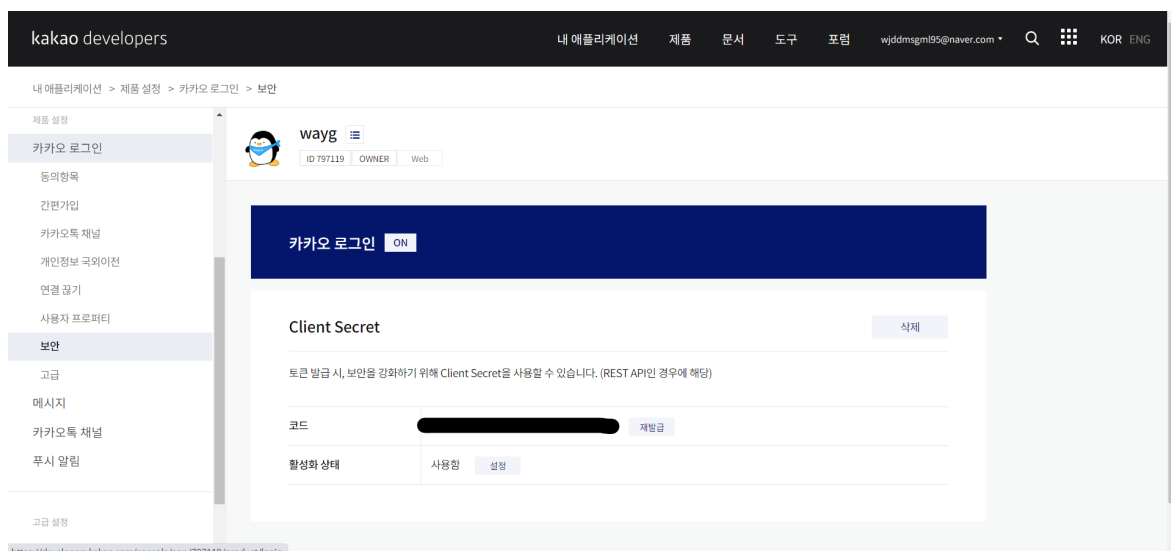 kakao developers
내 애플리케이션 제품 문서 도구 포럼 wjddmsgml95@naver.com KOR ENG
내 애플리케이션 > 제품 설정 > 카카오 로그인 > 보안
제품 설정
카카오 로그인
동의항목
간편가입
카카오톡 채널
개인정보 국외이전
연결 끊기
사용자 프로퍼티
보안
고급
메시지
카카오톡 채널
푸시 알림
고급 설정
wayg
ID 797119 OWNER Web
카카오 로그인 ON
Client Secret 삭제
토큰 발급 시, 보안을 강화하기 위해 Client Secret을 사용할 수 있습니다. (REST API인 경우에 해당)
코드 재발급
활성화 상태 사용함 설정